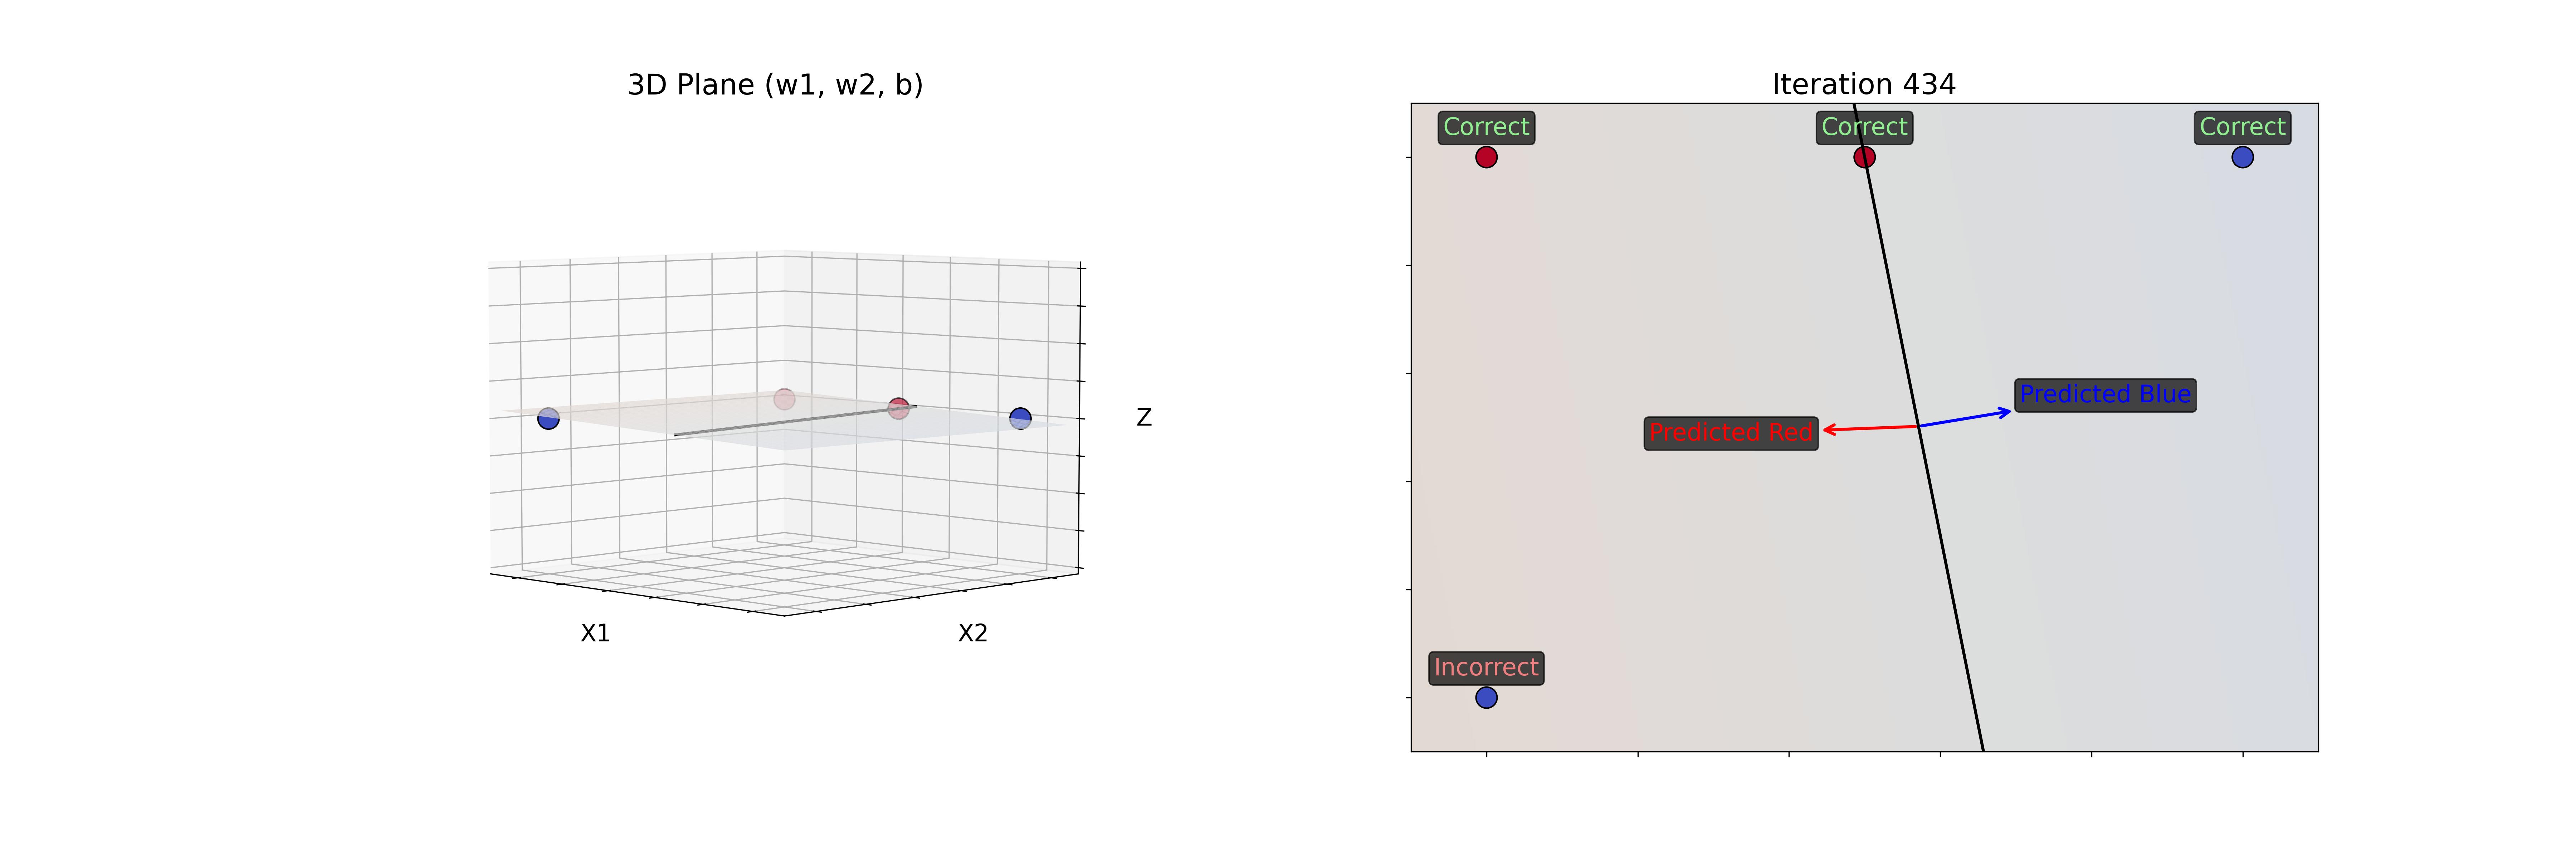 3D Plane (w1, w2, b)
Z
X1
X2
Iteration 434
Correct
Correct
Correct
Predicted Blue
Predicted Red
Incorrect